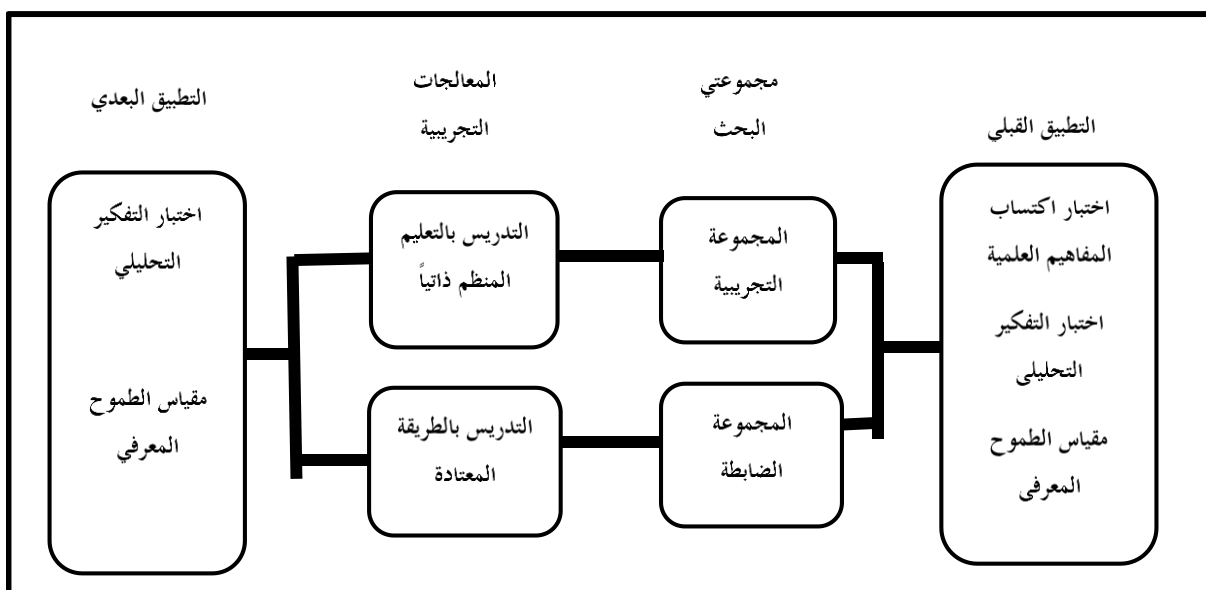 التطبيق القبلي
اختبار اكتساب
المفاهيم العلمية
اختبار التفكير
التحليلى
مقياس الطموح
المعرفى
مجموعتي
البحث
المجموعة
التجريبية
المجموعة
الضابطة
المعالجات
التجريبية
التدريس بالتعليم
المنظم ذاتياً
التدريس بالطريقة
المعتادة
التطبيق البعدي
اختبار التفكير
التحليلي
مقياس الطموح
المعرفي